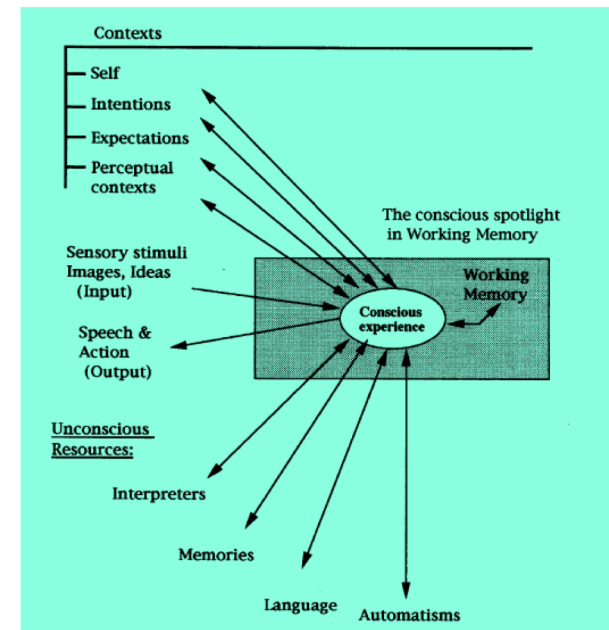 Contexts
Self
Intentions
Expectations
Perceptual
contexts
The conscious spotlight
in Working Memory
Sensory stimuli
Images, Ideas
(Input)
Working
Memory
Conscious
experience
Speech &
Action
(Output)
Unconscious
Resources:
Interpreters
Memories
Language
Automatisms